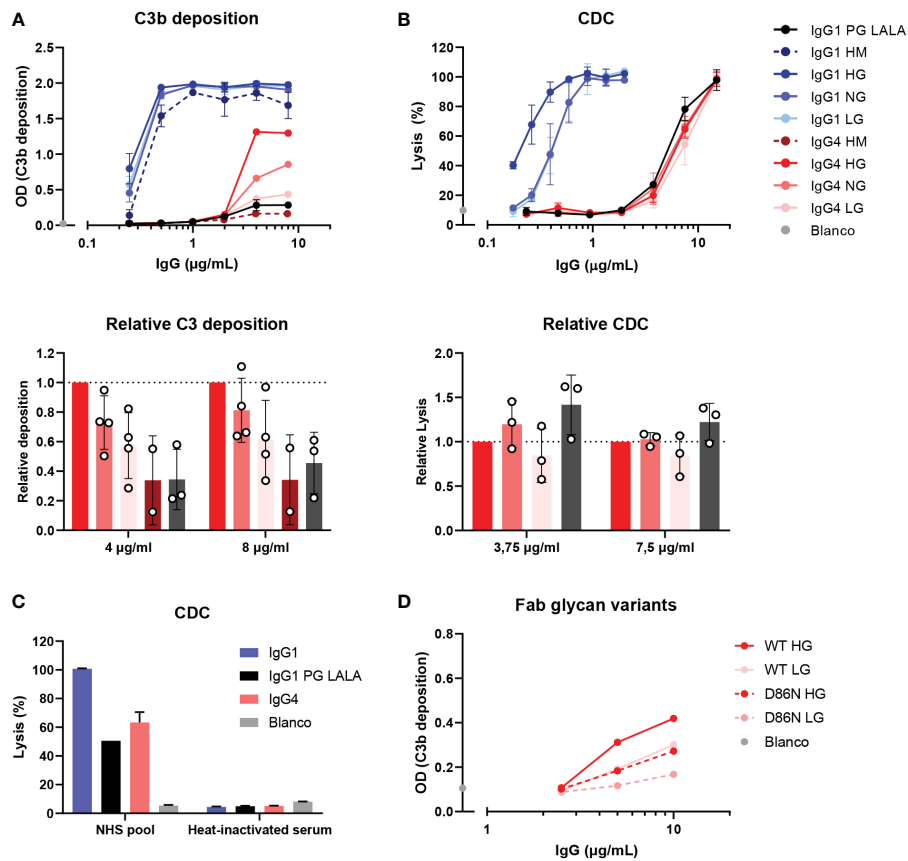 A
C3b deposition
OD (C3b deposition)
2.5
2.0
1.5
1.0
0.5
0.0
0.1
1
10
IgG (µg/mL)
B
CDC
Lysis (%)
120
100
80
60
40
20
0
0.1
1
10
IgG (µg/mL)
IgG1 PG LALA
IgG1 HM
IgG1 HG
IgG1 NG
IgG1 LG
IgG4 HM
IgG4 HG
IgG4 NG
IgG4 LG
Blanco
Relative C3 deposition
Relative deposition
1.2
1.0
0.8
0.6
0.4
0.2
0.0
4 µg/ml
8 µg/ml
Relative CDC
Relative Lysis
2.0
1.5
1.0
0.5
0.0
3,75 µg/ml
7,5 µg/ml
C
CDC
Lysis (%)
120
100
80
60
40
20
0
NHS pool
Heat-inactivated serum
IgG1
IgG1 PG LALA
IgG4
Blanco
D
Fab glycan variants
OD (C3b deposition)
0.8
0.6
0.4
0.2
0.0
1
10
IgG (µg/mL)
WT HG
WT LG
D86N HG
D86N LG
Blanco